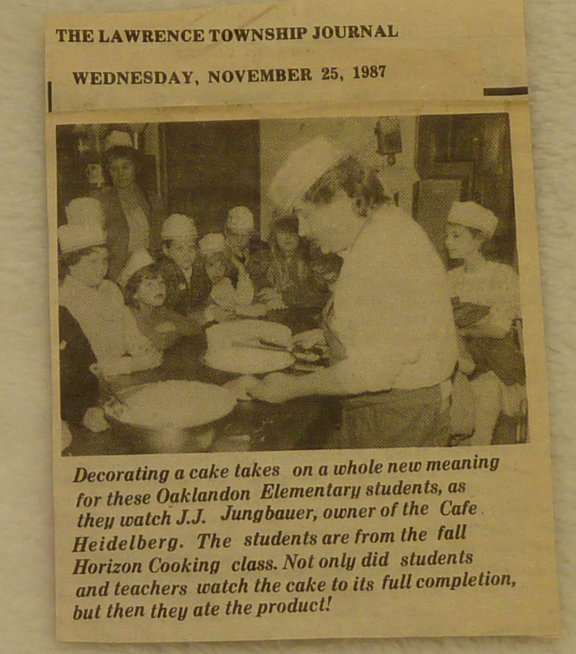 THE LAWRENCE TOWNSHIP JOURNAL
WEDNESDAY, NOVEMBER 25, 1987
Decorating a cake takes on a whole new meaning
for these Oaklandon Elementary students, as
they watch J.J. Jungbauer, owner of the Cafe
Heidelberg. The students are from the fall
Horizon Cooking class. Not only did students
and teachers watch the cake to its full completion,
but then they ate the product!